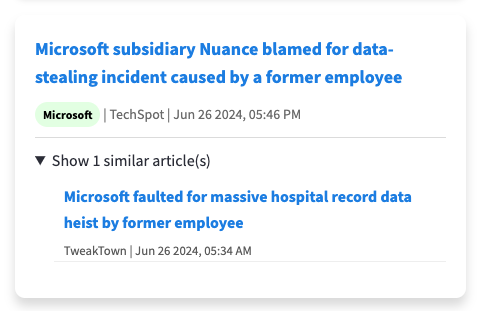 Microsoft subsidiary Nuance blamed for data-
stealing incident caused by a former employee
Microsoft | TechSpot | Jun 26 2024, 05:46 PM
▼ Show 1 similar article(s)
Microsoft faulted for massive hospital record data
heist by former employee
TweakTown | Jun 26 2024, 05:34 AM